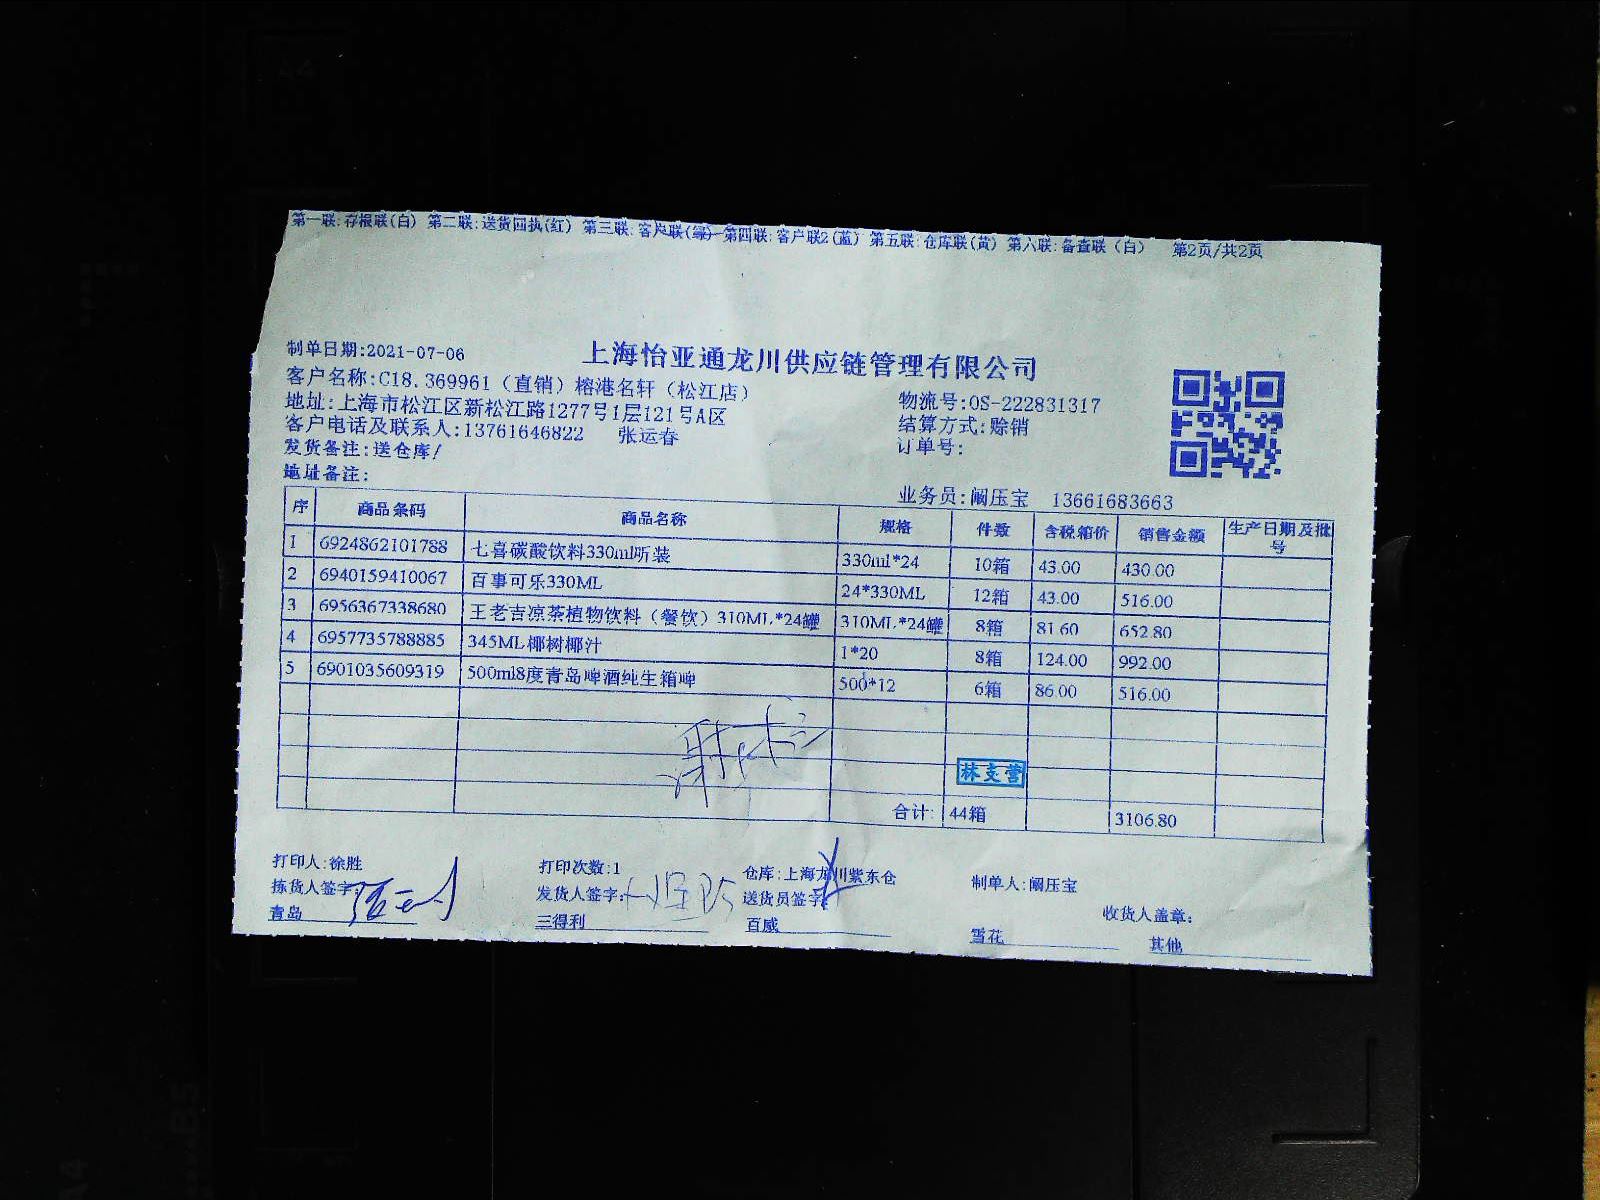 第一联:存根联(白) 第二联:送货回执(红) 第三联:客户联(绿) 第四联:客户联2(蓝) 第五联:仓库联(黄) 第六联:备查联(白) 第2页/共2页
制单日期:2021-07-06 上海怡亚通龙川供应链管理有限公司
客户名称:C18.369961（直销）榕港名轩（松江店）
物流号:OS-222831317
地址:上海市松江区新松江路1277号1层121号A区
结算方式:赊销
客户电话及联系人:13761646822 张运春
订单号:
发货备注:送仓库/
地址备注:
业务员:阚压宝 13661683663
序 商品条码 商品名称 规格 件数 含税箱价 销售金额 生产日期及批号
1 6924862101788 七喜碳酸饮料330ml听装 330ml*24 10箱 43.00 430.00
2 6940159410067 百事可乐330ML 24*330ML 12箱 43.00 516.00
3 6956367338680 王老吉凉茶植物饮料（餐饮）310ML*24罐 310ML*24罐 8箱 81.60 652.80
4 6957735788885 345ML椰树椰汁 1*20 8箱 124.00 992.00
5 6901035609319 500ml8度青岛啤酒纯生箱啤 500*12 6箱 86.00 516.00
合计: 44箱 3106.80
打印人:徐胜 打印次数:1 仓库:上海龙川紫东仓 制单人:阚压宝
拣货人签字: 发货人签字: 送货员签字: 收货人盖章:
青岛 三得利 百威 雪花 其他